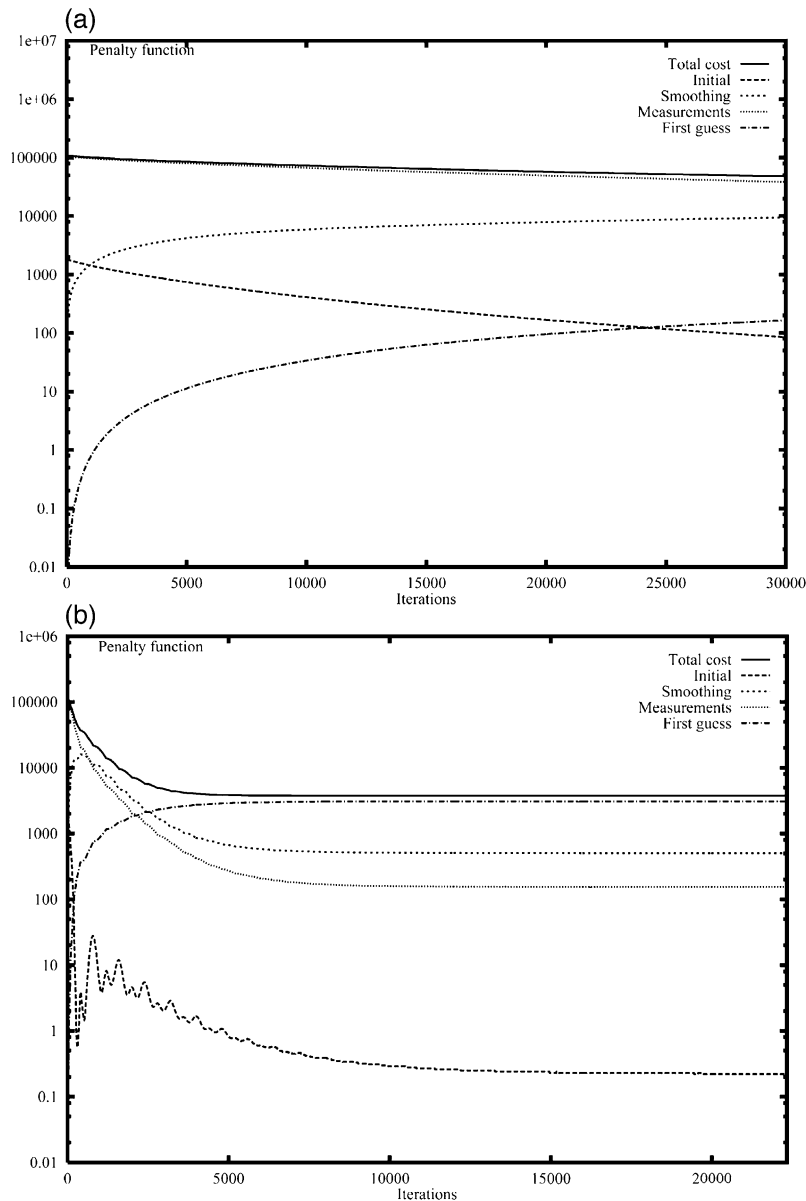 (a)
Penalty function
1e+07
1e+06
100000
10000
1000
100
10
1
0.1
0.01
Total cost
Initial
Smoothing
Measurements
First guess
0 5000 10000 15000 20000 25000 30000
Iterations
(b)
Penalty function
1e+06
100000
10000
1000
100
10
1
0.1
0.01
Total cost
Initial
Smoothing
Measurements
First guess
0 5000 10000 15000 20000
Iterations